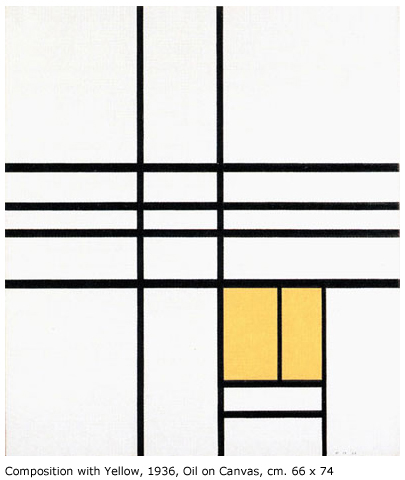 Composition with Yellow, 1936, Oil on Canvas, cm. 66 x 74